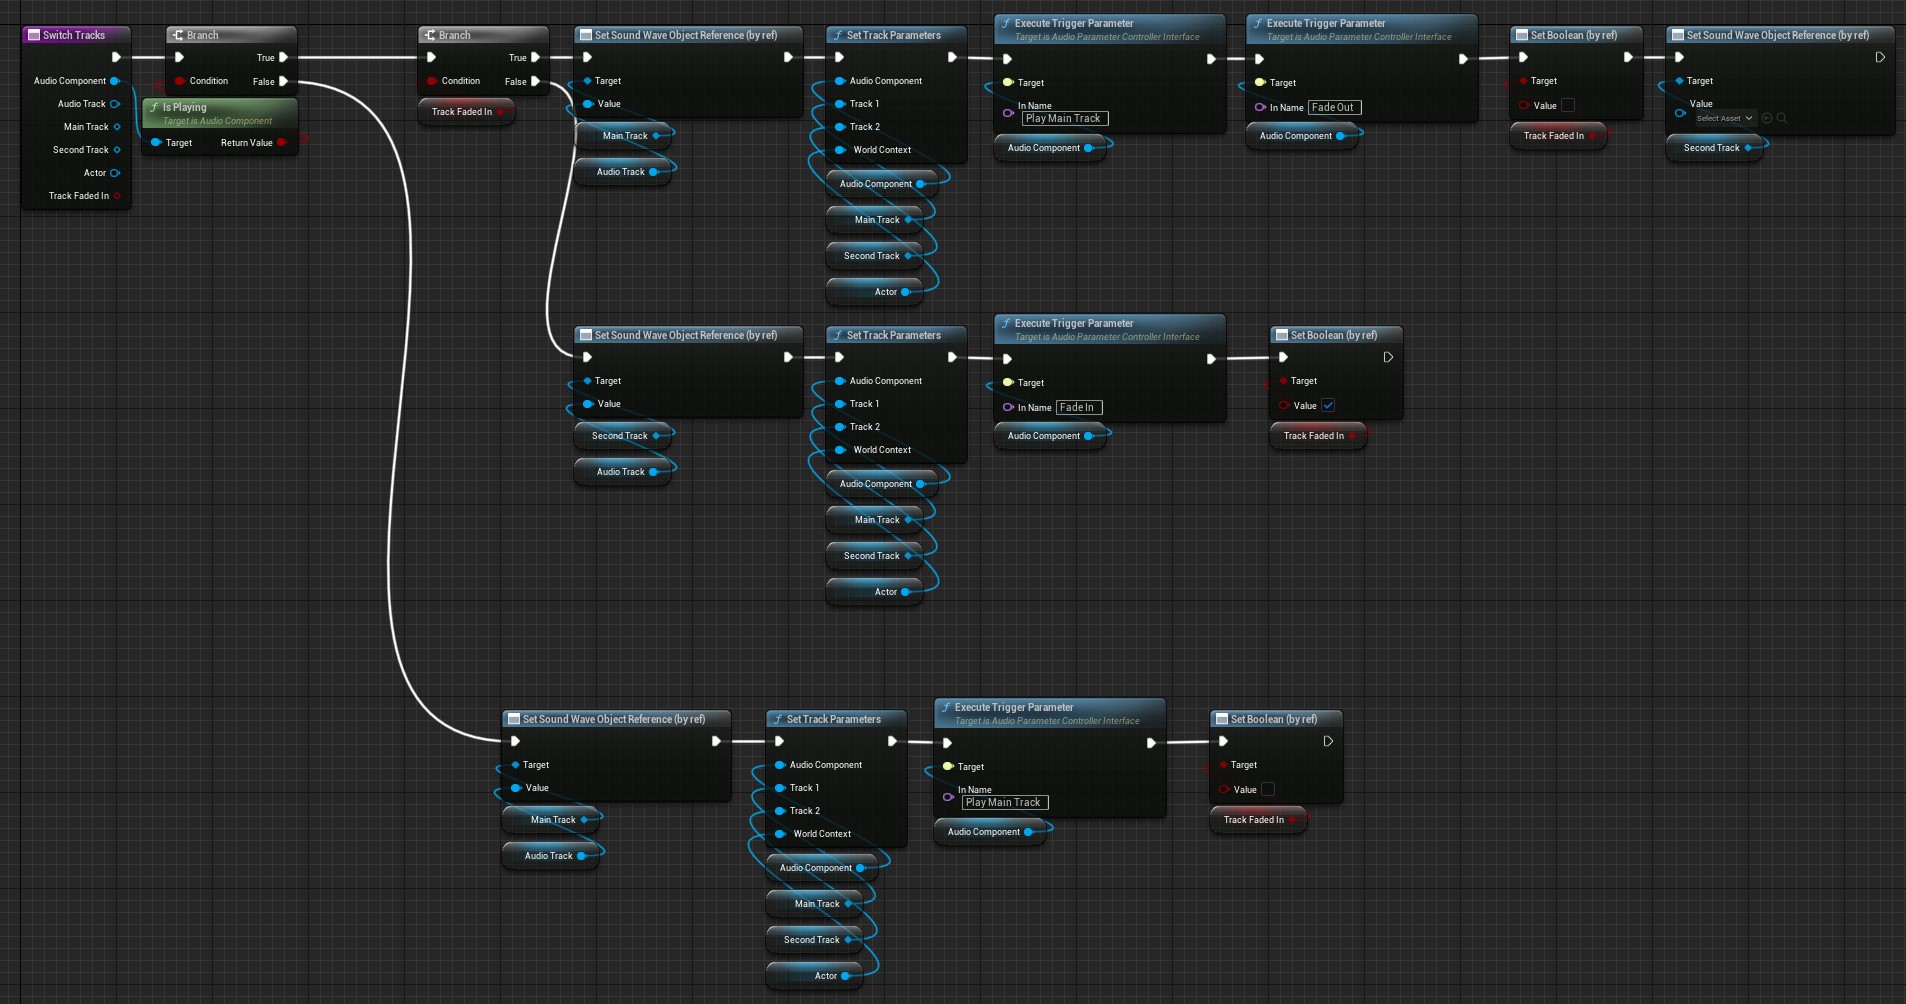 Switch Tracks
Audio Component
Audio Track
Main Track
Second Track
Actor
Track Faded In
Branch
Condition
True
False
Is Playing
Target is Audio Component
Target
Return Value
Branch
Condition
True
False
Track Faded In
Set Sound Wave Object Reference (by ref)
Target
Value
Main Track
Audio Track
Set Track Parameters
Audio Component
Track 1
Track 2
World Context
Audio Component
Main Track
Second Track
Actor
Execute Trigger Parameter
Target is Audio Parameter Controller Interface
Target
In Name
Play Main Track
Audio Component
Execute Trigger Parameter
Target is Audio Parameter Controller Interface
Target
In Name Fade Out
Audio Component
Set Boolean (by ref)
Target
Value
Track Faded In
Set Sound Wave Object Reference (by ref)
Target
Value
Select Asset
Second Track
Set Sound Wave Object Reference (by ref)
Target
Value
Second Track
Audio Track
Set Track Parameters
Audio Component
Track 1
Track 2
World Context
Audio Component
Main Track
Second Track
Actor
Execute Trigger Parameter
Target is Audio Parameter Controller Interface
Target
In Name Fade In
Audio Component
Set Boolean (by ref)
Target
Value
Track Faded In
Set Sound Wave Object Reference (by ref)
Target
Value
Main Track
Audio Track
Set Track Parameters
Audio Component
Track 1
Track 2
World Context
Audio Component
Main Track
Second Track
Actor
Execute Trigger Parameter
Target is Audio Parameter Controller Interface
Target
In Name
Play Main Track
Audio Component
Set Boolean (by ref)
Target
Value
Track Faded In